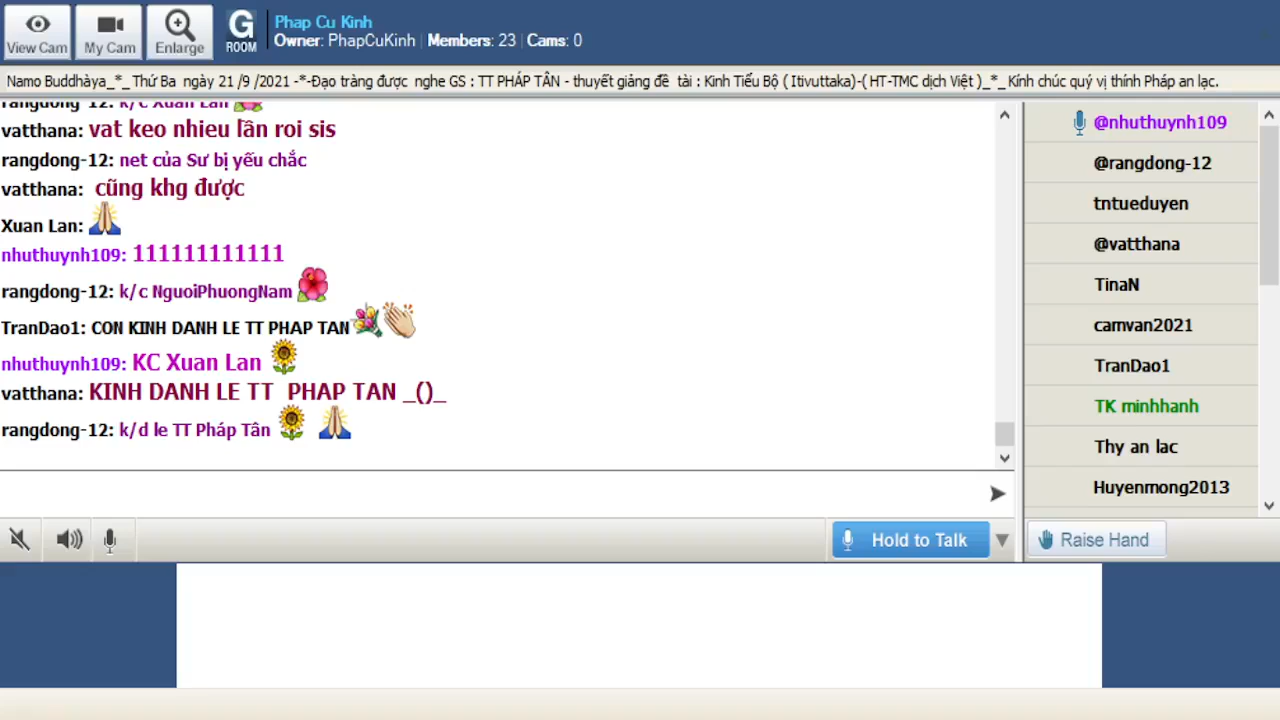 View Cam
My Cam
Enlarge
G
ROOM
Phap Cu Kinh
Owner: PhapCuKinh | Members: 23 | Cams: 0
Namo Buddhàya_*_Thứ Ba ngày 21 /9 /2021 -*-Đạo tràng được nghe GS : TT PHÁP TÂN - thuyết giảng đề tài : Kinh Tiểu Bộ ( Itivuttaka)-( HT-TMC dịch Việt )_*_Kính chúc quý vị thính Pháp an lạc.
rangdong-12: k/c Xuan Lan
vatthana: vat keo nhieu lần roi sis
rangdong-12: net của Sư bị yếu chắc
vatthana: cũng khg được
Xuan Lan:
nhuthuynh109: 111111111111
rangdong-12: k/c NguoiPhuongNam
TranDao1: CON KINH DANH LE TT PHAP TAN
nhuthuynh109: KC Xuan Lan
vatthana: KINH DANH LE TT PHAP TAN _()_
rangdong-12: k/d le TT Pháp Tân
@nhuthuynh109
@rangdong-12
tntueduyen
@vatthana
TinaN
camvan2021
TranDao1
TK minhhanh
Thy an lac
Huyenmong2013
Hold to Talk
Raise Hand